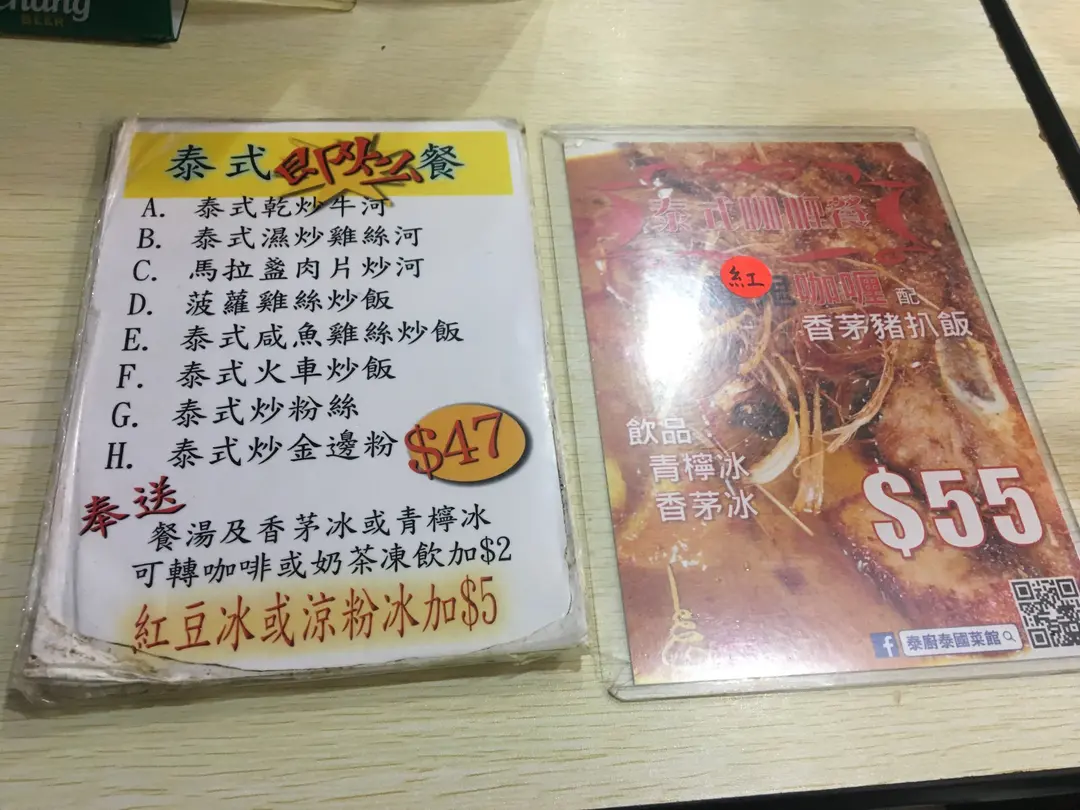 Chang
BEER
泰式即炒餐
A. 泰式乾炒牛河
B. 泰式濕炒雞絲河
C. 馬拉盞肉片炒河
D. 菠蘿雞絲炒飯
E. 泰式咸魚雞絲炒飯
F. 泰式火車炒飯
G. 泰式炒粉絲
H. 泰式炒金邊粉
$47
奉送
餐湯及香茅冰或青檸冰
可轉咖啡或奶茶凍飲加$2
紅豆冰或涼粉冰加$5
泰式咖喱餐
紅
咖喱 配
香茅豬扒飯
飲品
青檸冰
香茅冰
$55
f 泰廚泰國菜館